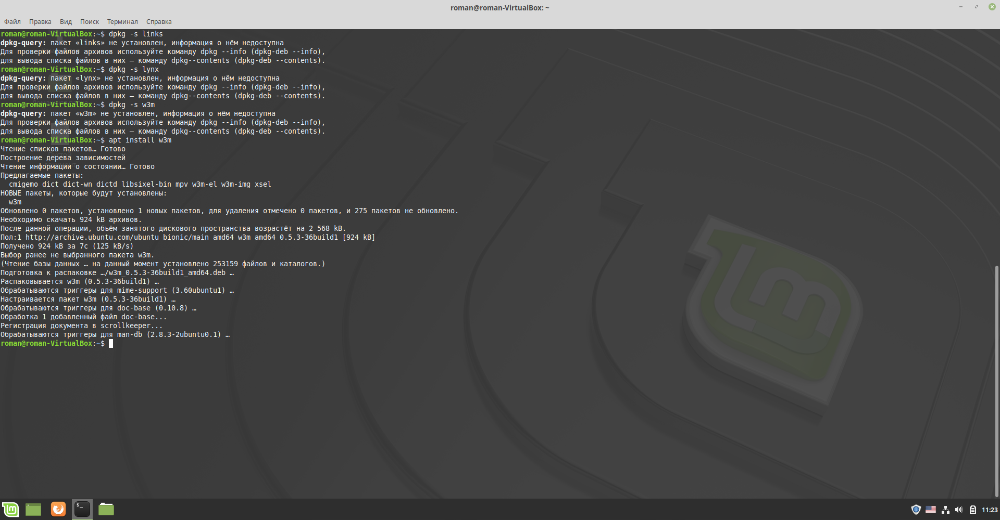 roman@roman-VirtualBox: ~
Файл Правка Вид Поиск Терминал Справка
roman@roman-VirtualBox:~$ dpkg -s links
dpkg-query: пакет «links» не установлен, информация о нём недоступна
Для проверки файлов архивов используйте команду dpkg --info (dpkg-deb --info),
для вывода списка файлов в них — команду dpkg--contents (dpkg-deb --contents).
roman@roman-VirtualBox:~$ dpkg -s lynx
dpkg-query: пакет «lynx» не установлен, информация о нём недоступна
Для проверки файлов архивов используйте команду dpkg --info (dpkg-deb --info),
для вывода списка файлов в них — команду dpkg--contents (dpkg-deb --contents).
roman@roman-VirtualBox:~$ dpkg -s w3m
dpkg-query: пакет «w3m» не установлен, информация о нём недоступна
Для проверки файлов архивов используйте команду dpkg --info (dpkg-deb --info),
для вывода списка файлов в них — команду dpkg--contents (dpkg-deb --contents).
roman@roman-VirtualBox:~$ apt install w3m
Чтение списков пакетов… Готово
Построение дерева зависимостей
Чтение информации о состоянии… Готово
Предлагаемые пакеты:
  cmigemo dict dict-wn dictd libsixel-bin mpv w3m-el w3m-img xsel
НОВЫЕ пакеты, которые будут установлены:
  w3m
Обновлено 0 пакетов, установлено 1 новых пакетов, для удаления отмечено 0 пакетов, и 275 пакетов не обновлено.
Необходимо скачать 924 kB архивов.
После данной операции, объём занятого дискового пространства возрастёт на 2 568 kB.
Пол:1 http://archive.ubuntu.com/ubuntu bionic/main amd64 w3m amd64 0.5.3-36build1 [924 kB]
Получено 924 kB за 7с (125 kB/s)
Выбор ранее не выбранного пакета w3m.
(Чтение базы данных … на данный момент установлено 253159 файлов и каталогов.)
Подготовка к распаковке …/w3m_0.5.3-36build1_amd64.deb …
Распаковывается w3m (0.5.3-36build1) …
Обрабатываются триггеры для mime-support (3.60ubuntu1) …
Настраивается пакет w3m (0.5.3-36build1) …
Обрабатываются триггеры для doc-base (0.10.8) …
Обработка 1 добавленный файл doc-base...
Регистрация документа в scrollkeeper...
Обрабатываются триггеры для man-db (2.8.3-2ubuntu0.1) …
roman@roman-VirtualBox:~$
11:23